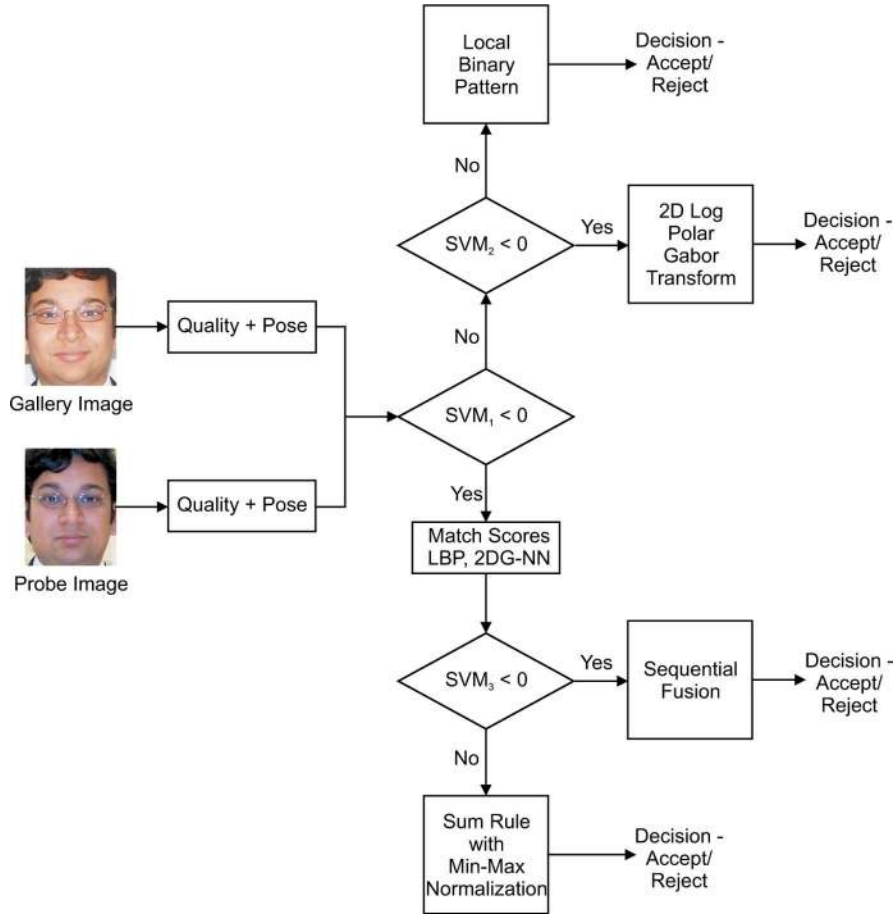 Local
Binary
Pattern
Decision -
Accept/
Reject
No
SVM₂ < 0
Yes
2D Log
Polar
Gabor
Transform
Decision -
Accept/
Reject
No
Gallery Image
Quality + Pose
SVM₁ < 0
Probe Image
Quality + Pose
Yes
Match Scores
LBP, 2DG-NN
SVM₃ < 0
Yes
Sequential
Fusion
Decision -
Accept/
Reject
No
Sum Rule
with
Min-Max
Normalization
Decision -
Accept/
Reject